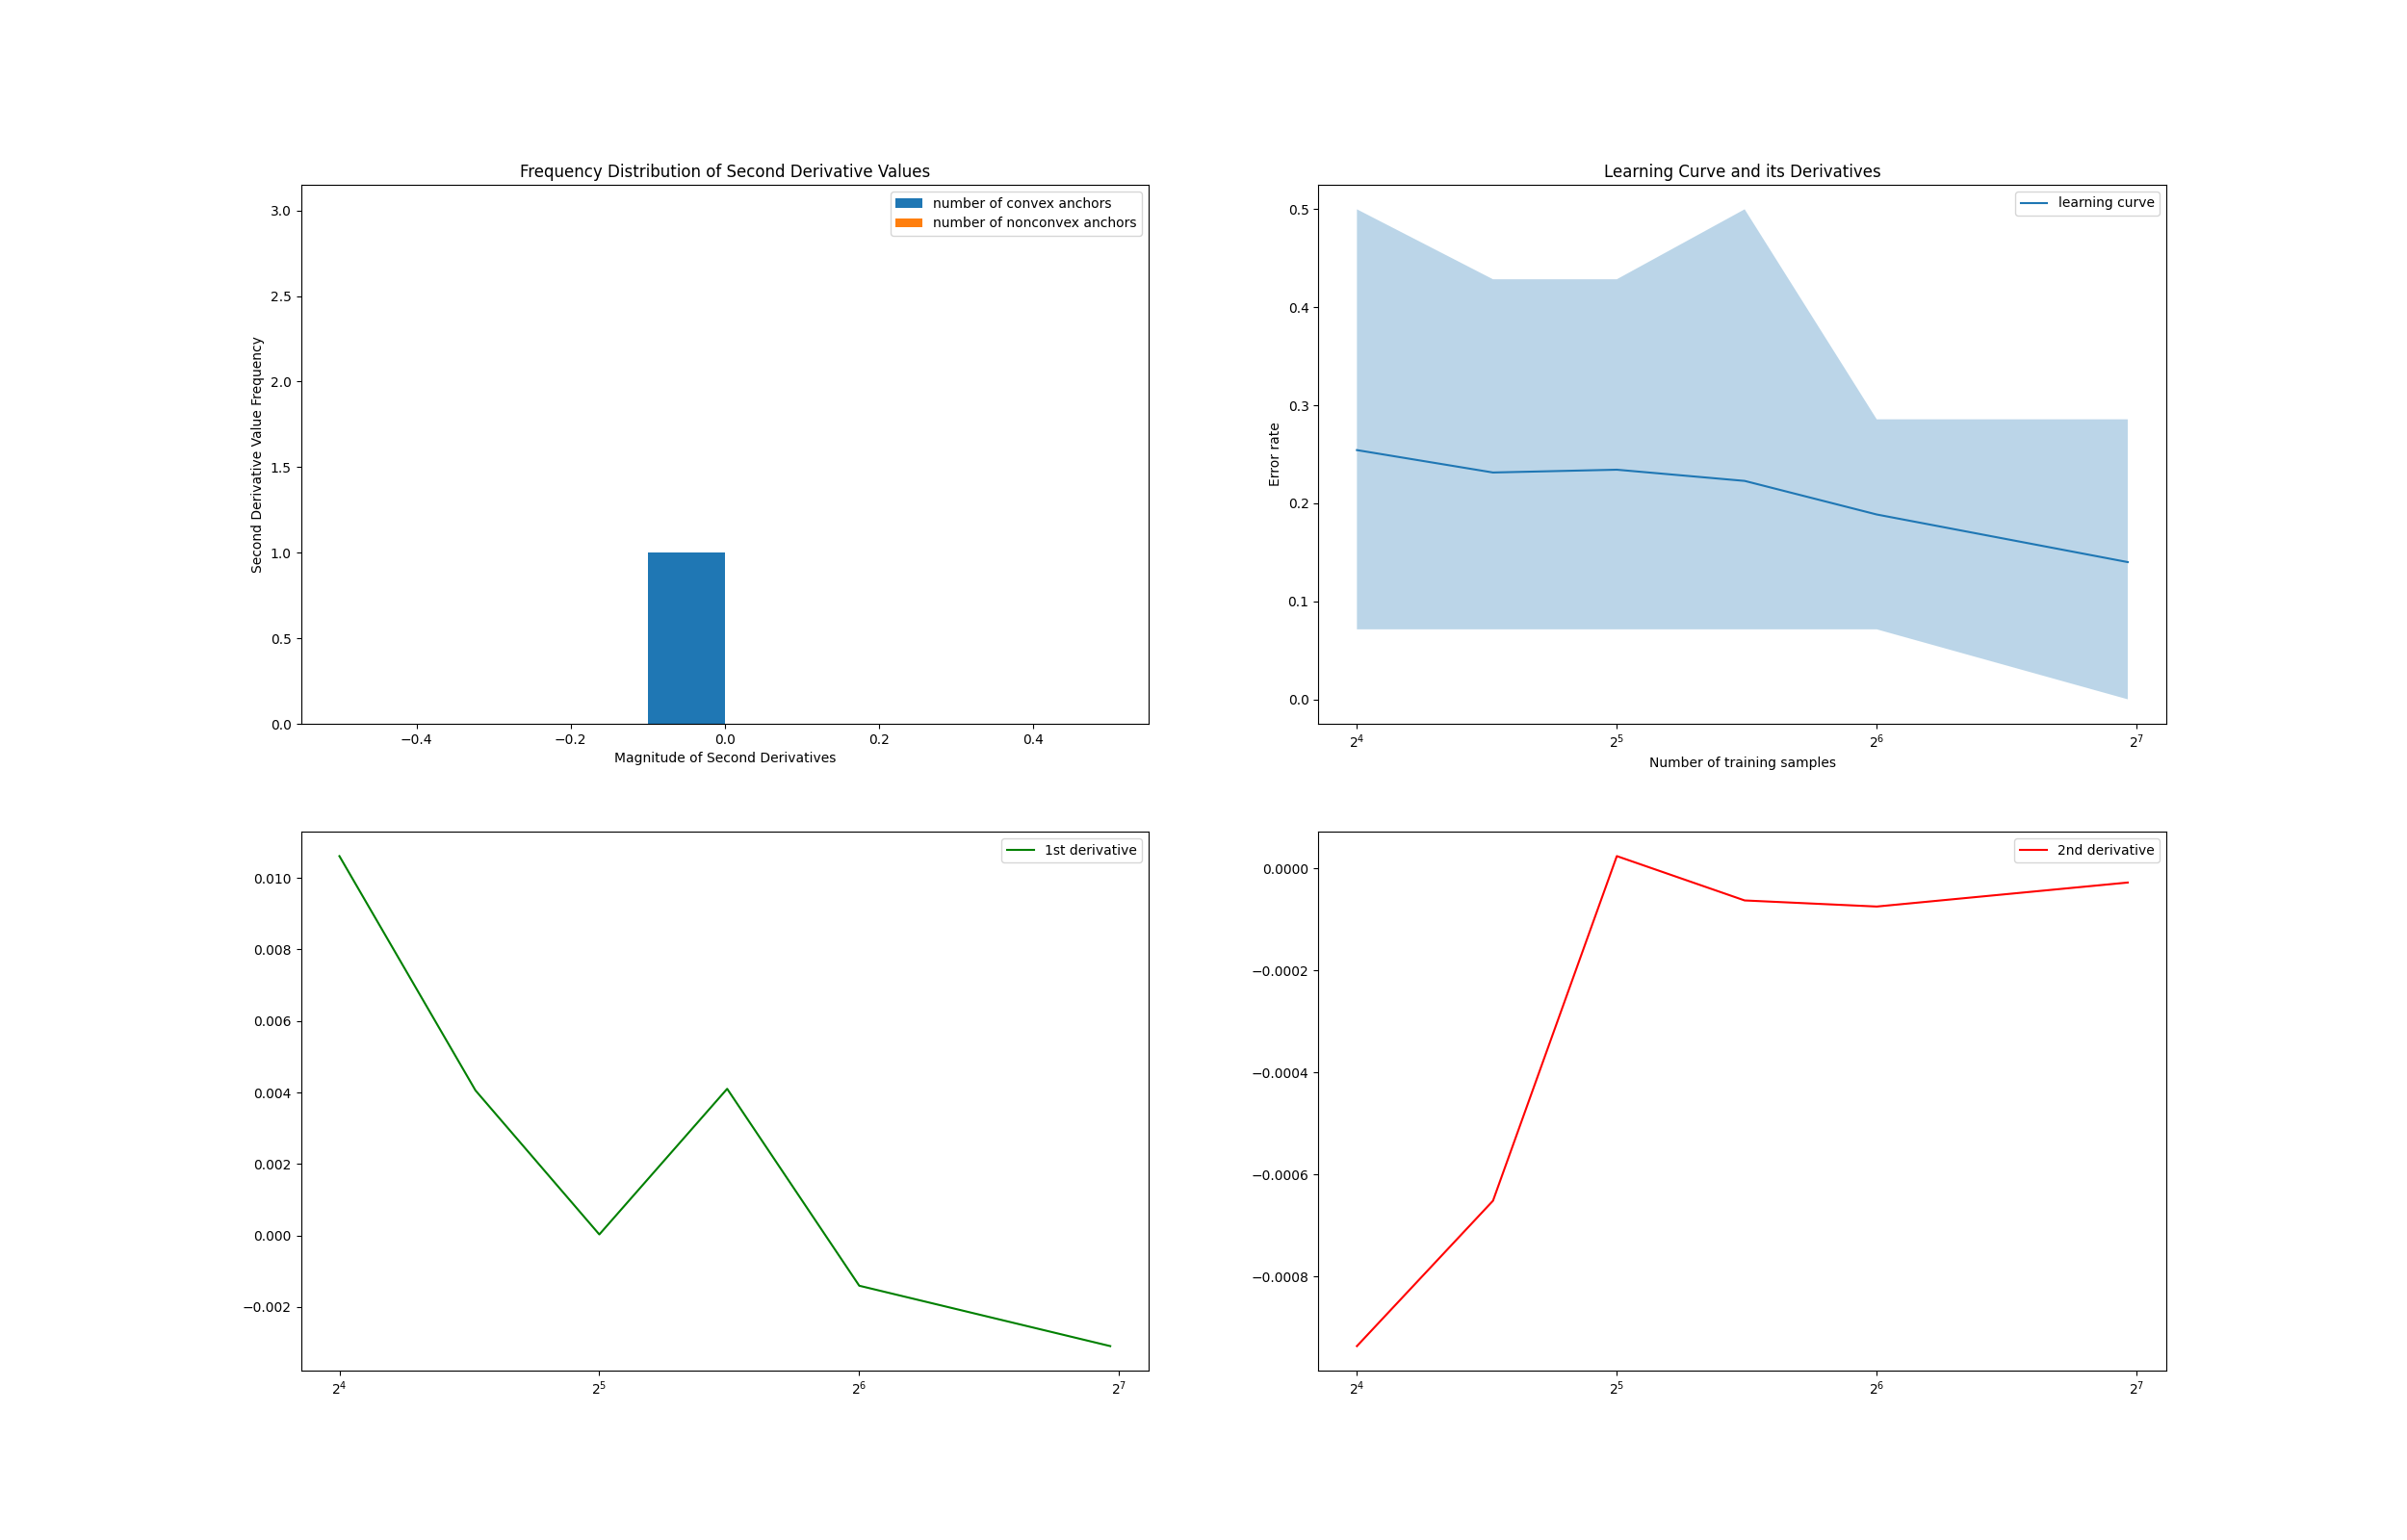 Frequency Distribution of Second Derivative Values
number of convex anchors
number of nonconvex anchors
3.0
2.5
2.0
1.5
1.0
0.5
0.0
Second Derivative Value Frequency
−0.4 −0.2 0.0 0.2 0.4
Magnitude of Second Derivatives
Learning Curve and its Derivatives
learning curve
0.5
0.4
0.3
0.2
0.1
0.0
Error rate
2⁴ 2⁵ 2⁶ 2⁷
Number of training samples
1st derivative
0.010
0.008
0.006
0.004
0.002
0.000
−0.002
2⁴ 2⁵ 2⁶ 2⁷
2nd derivative
0.0000
−0.0002
−0.0004
−0.0006
−0.0008
2⁴ 2⁵ 2⁶ 2⁷